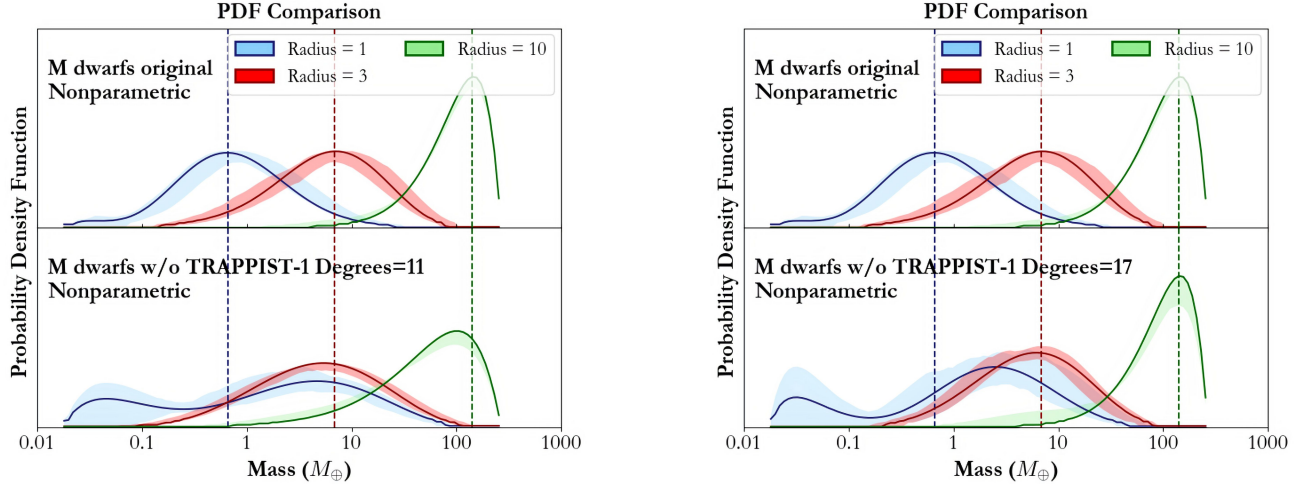 PDF Comparison
Radius = 1
Radius = 10
Radius = 3
M dwarfs original
Nonparametric
M dwarfs w/o TRAPPIST-1 Degrees=11
Nonparametric
Probability Density Function
0.01 0.1 1 10 100 1000
Mass (M⊕)
PDF Comparison
Radius = 1
Radius = 10
Radius = 3
M dwarfs original
Nonparametric
M dwarfs w/o TRAPPIST-1 Degrees=17
Nonparametric
Probability Density Function
0.01 0.1 1 10 100 1000
Mass (M⊕)